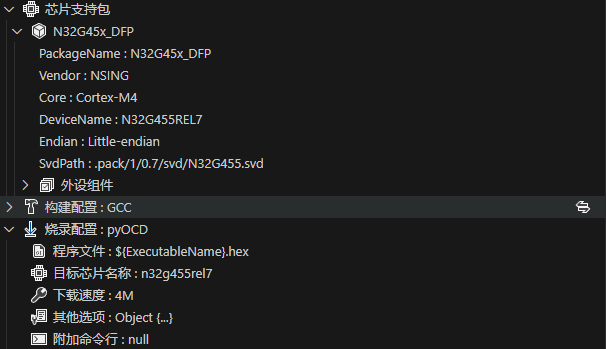 芯片支持包
N32G45x_DFP
PackageName : N32G45x_DFP
Vendor : NSING
Core : Cortex-M4
DeviceName : N32G455REL7
Endian : Little-endian
SvdPath : .pack/1/0.7/svd/N32G455.svd
外设组件
构建配置 : GCC
烧录配置 : pyOCD
程序文件 : ${ExecutableName}.hex
目标芯片名称 : n32g455rel7
下载速度 : 4M
其他选项 : Object {...}
附加命令行 : null